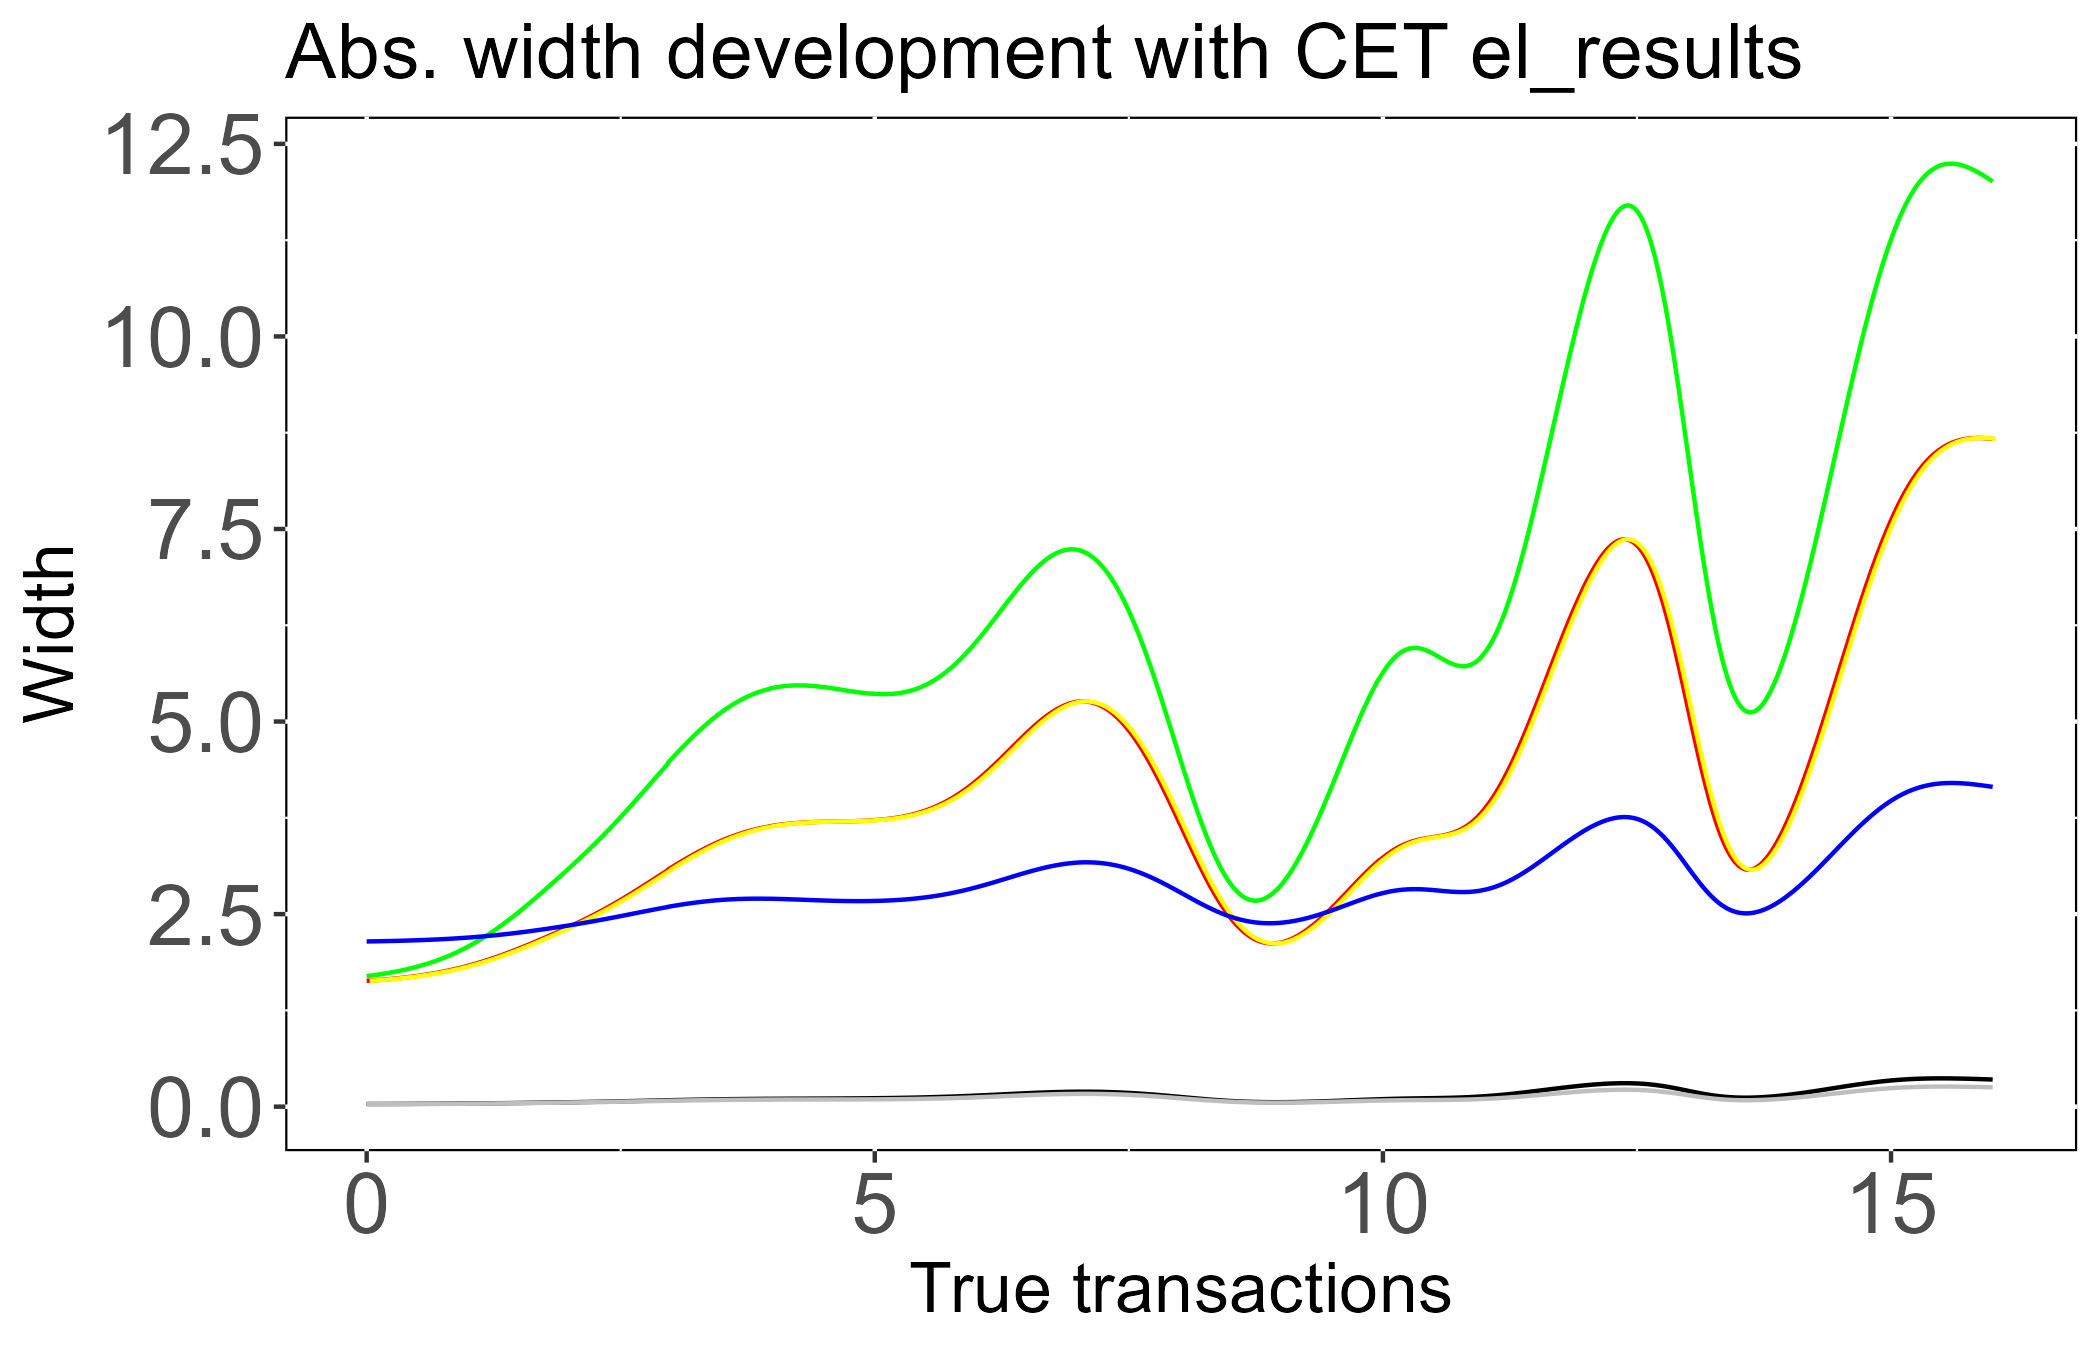 Abs. width development with CET el_results
12.5
10.0
7.5
5.0
2.5
0.0
Width
0 5 10 15
True transactions